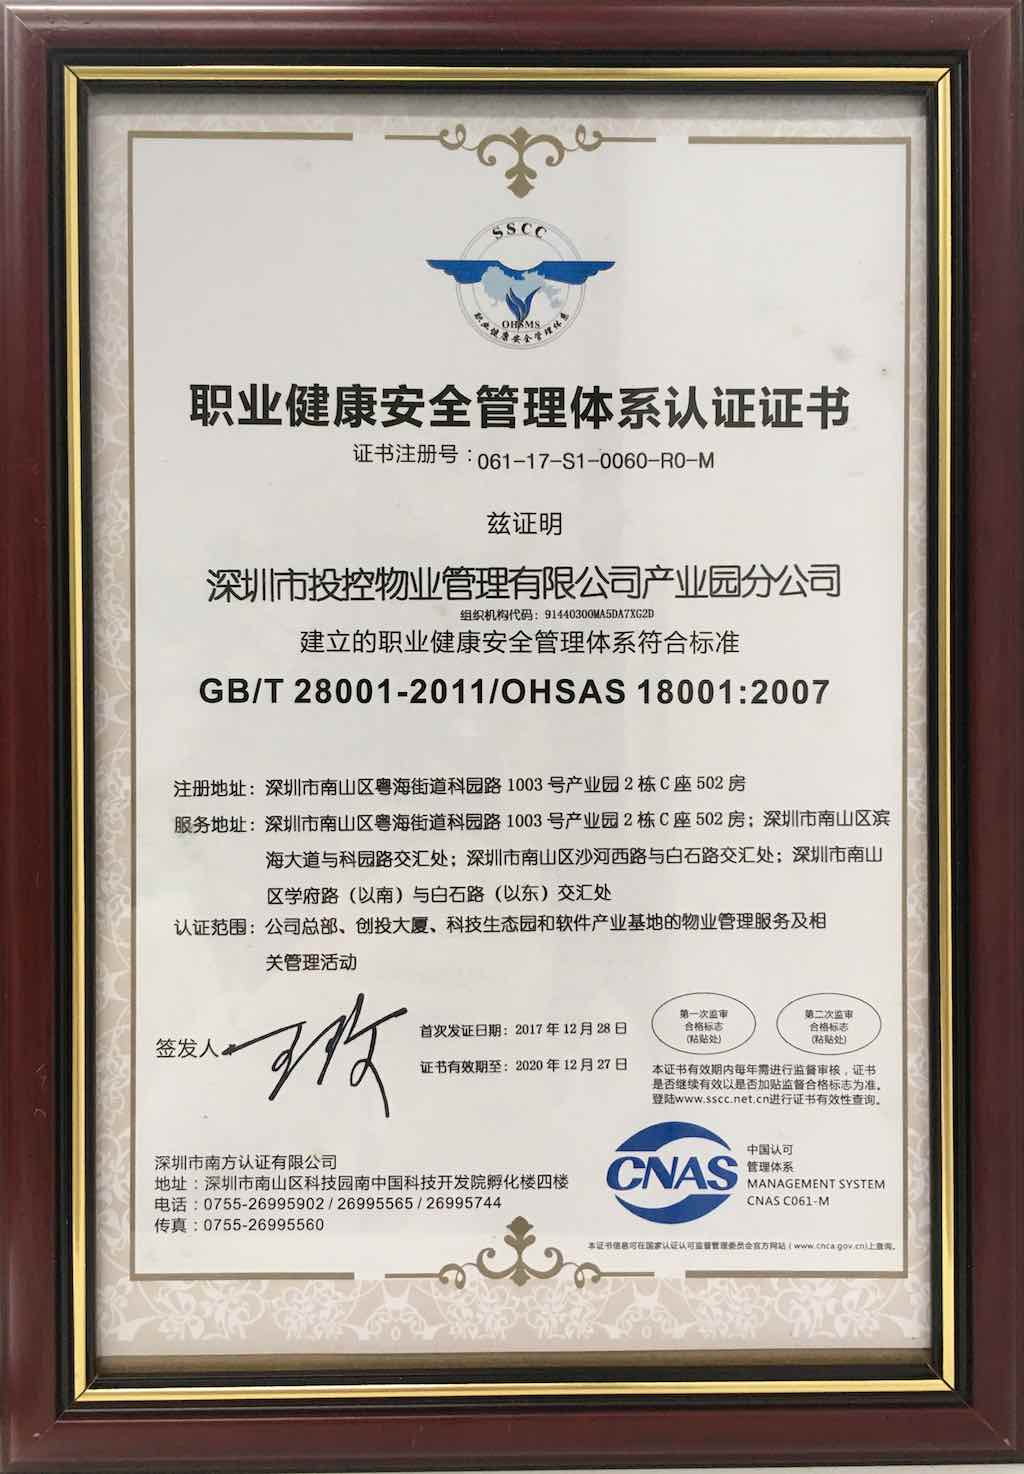 SSCC
OHSMS
职业健康安全管理体系
职业健康安全管理体系认证证书
证书注册号：061-17-S1-0060-R0-M
兹证明
深圳市投控物业管理有限公司产业园分公司
组织机构代码：91440300MA5DA7XG2D
建立的职业健康安全管理体系符合标准
GB/T 28001-2011/OHSAS 18001:2007
注册地址：深圳市南山区粤海街道科园路 1003 号产业园 2 栋 C 座 502 房
服务地址：深圳市南山区粤海街道科园路 1003 号产业园 2 栋 C 座 502 房；深圳市南山区滨
海大道与科园路交汇处；深圳市南山区沙河西路与白石路交汇处；深圳市南山
区学府路（以南）与白石路（以东）交汇处
认证范围：公司总部、创投大厦、科技生态园和软件产业基地的物业管理服务及相
关管理活动
签发人
首次发证日期：2017 年 12 月 28 日
证书有效期至：2020 年 12 月 27 日
第一次监审
合格标志
(粘贴处)
第二次监审
合格标志
(粘贴处)
本证书有效期内每年需进行监督审核，证书
是否继续有效以是否加贴监督合格标志为准。
登陆www.sscc.net.cn进行证书有效性查询。
深圳市南方认证有限公司
地址：深圳市南山区科技园南中国科技开发院孵化楼四楼
电话：0755-26995902 / 26995565 / 26995744
传真：0755-26995560
CNAS
中国认可
管理体系
MANAGEMENT SYSTEM
CNAS C061-M
本证书信息可在国家认证认可监督管理委员会官方网站（www.cnca.gov.cn)上查询。